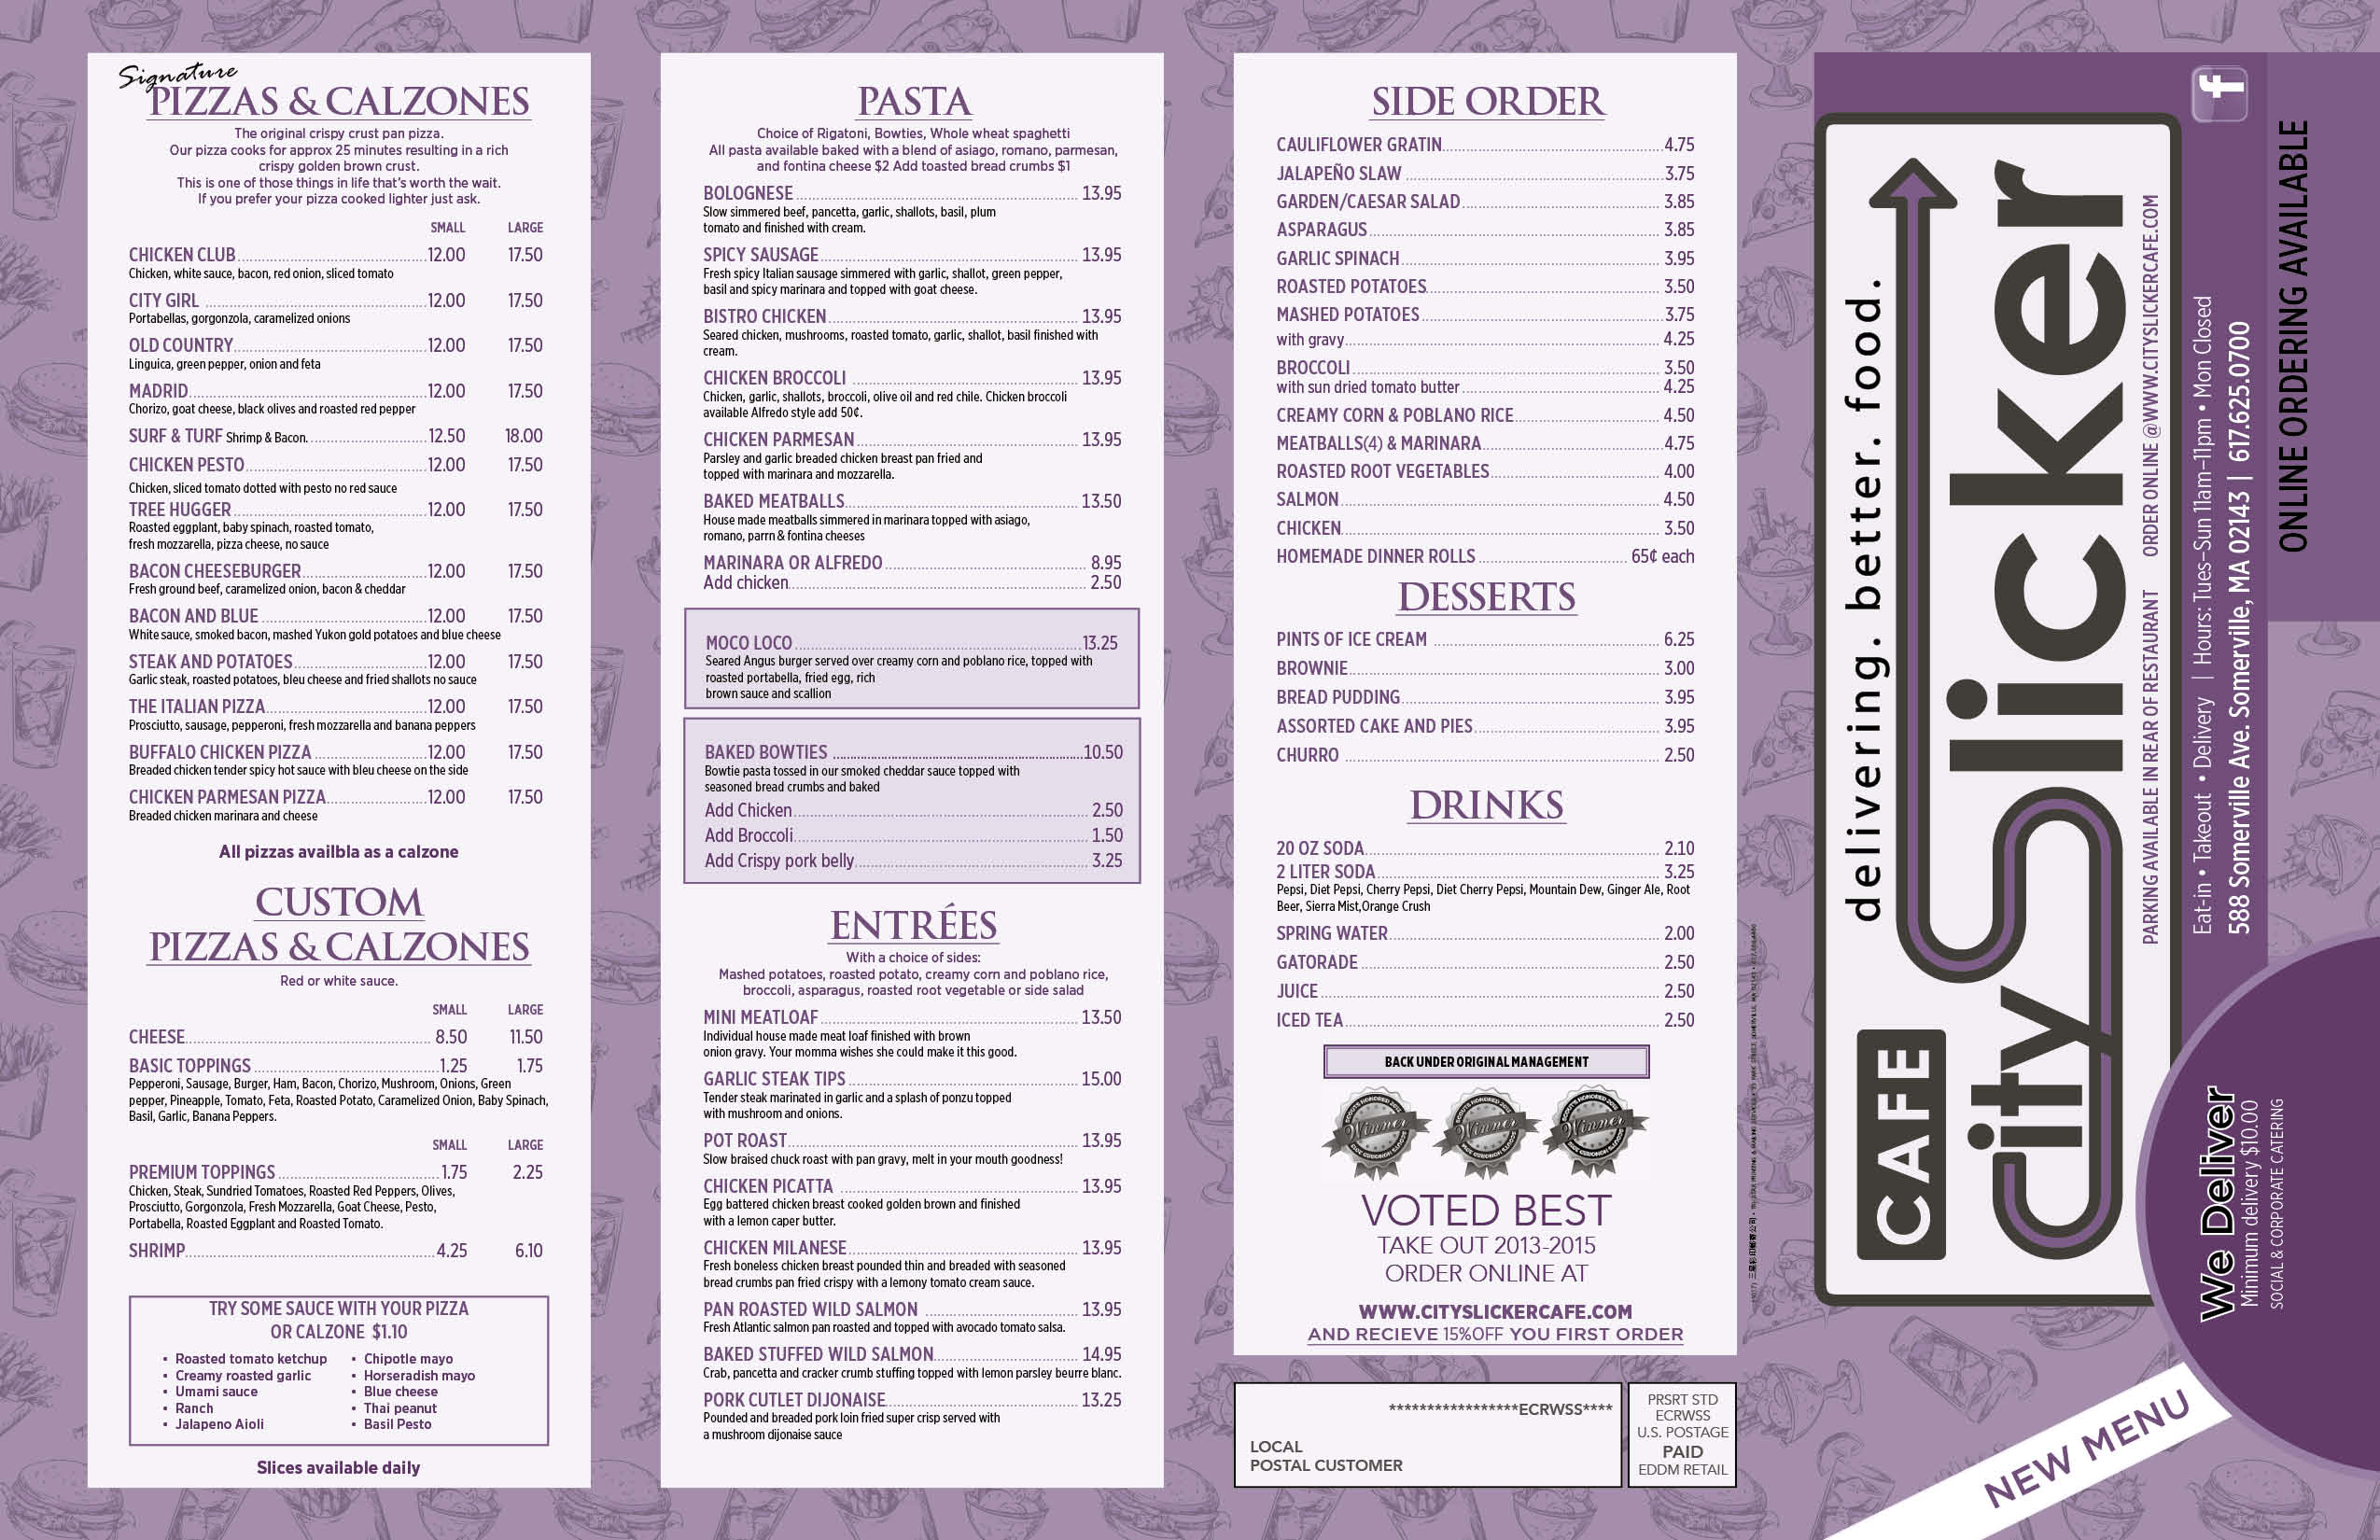 Signature
PIZZAS & CALZONES
The original crispy crust pan pizza.
Our pizza cooks for approx 25 minutes resulting in a rich
crispy golden brown crust.
This is one of those things in life that's worth the wait.
If you prefer your pizza cooked lighter just ask.
SMALL LARGE
CHICKEN CLUB 12.00 17.50
Chicken, white sauce, bacon, red onion, sliced tomato
CITY GIRL 12.00 17.50
Portabellas, gorgonzola, caramelized onions
OLD COUNTRY 12.00 17.50
Linguica, green pepper, onion and feta
MADRID 12.00 17.50
Chorizo, goat cheese, black olives and roasted red pepper
SURF & TURF Shrimp & Bacon. 12.50 18.00
CHICKEN PESTO 12.00 17.50
Chicken, sliced tomato dotted with pesto no red sauce
TREE HUGGER 12.00 17.50
Roasted eggplant, baby spinach, roasted tomato,
fresh mozzarella, pizza cheese, no sauce
BACON CHEESEBURGER 12.00 17.50
Fresh ground beef, caramelized onion, bacon & cheddar
BACON AND BLUE 12.00 17.50
White sauce, smoked bacon, mashed Yukon gold potatoes and blue cheese
STEAK AND POTATOES 12.00 17.50
Garlic steak, roasted potatoes, bleu cheese and fried shallots no sauce
THE ITALIAN PIZZA 12.00 17.50
Prosciutto, sausage, pepperoni, fresh mozzarella and banana peppers
BUFFALO CHICKEN PIZZA 12.00 17.50
Breaded chicken tender spicy hot sauce with bleu cheese on the side
CHICKEN PARMESAN PIZZA 12.00 17.50
Breaded chicken marinara and cheese
All pizzas availbla as a calzone
CUSTOM
PIZZAS & CALZONES
Red or white sauce.
SMALL LARGE
CHEESE 8.50 11.50
BASIC TOPPINGS 1.25 1.75
Pepperoni, Sausage, Burger, Ham, Bacon, Chorizo, Mushroom, Onions, Green
pepper, Pineapple, Tomato, Feta, Roasted Potato, Caramelized Onion, Baby Spinach,
Basil, Garlic, Banana Peppers.
SMALL LARGE
PREMIUM TOPPINGS 1.75 2.25
Chicken, Steak, Sundried Tomatoes, Roasted Red Peppers, Olives,
Prosciutto, Gorgonzola, Fresh Mozzarella, Goat Cheese, Pesto,
Portabella, Roasted Eggplant and Roasted Tomato.
SHRIMP 4.25 6.10
TRY SOME SAUCE WITH YOUR PIZZA
OR CALZONE $1.10
• Roasted tomato ketchup
• Creamy roasted garlic
• Umami sauce
• Ranch
• Jalapeno Aioli
• Chipotle mayo
• Horseradish mayo
• Blue cheese
• Thai peanut
• Basil Pesto
Slices available daily
PASTA
Choice of Rigatoni, Bowties, Whole wheat spaghetti
All pasta available baked with a blend of asiago, romano, parmesan,
and fontina cheese $2 Add toasted bread crumbs $1
BOLOGNESE 13.95
Slow simmered beef, pancetta, garlic, shallots, basil, plum
tomato and finished with cream.
SPICY SAUSAGE 13.95
Fresh spicy Italian sausage simmered with garlic, shallot, green pepper,
basil and spicy marinara and topped with goat cheese.
BISTRO CHICKEN 13.95
Seared chicken, mushrooms, roasted tomato, garlic, shallot, basil finished with
cream.
CHICKEN BROCCOLI 13.95
Chicken, garlic, shallots, broccoli, olive oil and red chile. Chicken broccoli
available Alfredo style add 50¢.
CHICKEN PARMESAN 13.95
Parsley and garlic breaded chicken breast pan fried and
topped with marinara and mozzarella.
BAKED MEATBALLS 13.50
House made meatballs simmered in marinara topped with asiago,
romano, parrn & fontina cheeses
MARINARA OR ALFREDO 8.95
Add chicken 2.50
MOCO LOCO 13.25
Seared Angus burger served over creamy corn and poblano rice, topped with
roasted portabella, fried egg, rich
brown sauce and scallion
BAKED BOWTIES 10.50
Bowtie pasta tossed in our smoked cheddar sauce topped with
seasoned bread crumbs and baked
Add Chicken 2.50
Add Broccoli 1.50
Add Crispy pork belly 3.25
ENTRÉES
With a choice of sides:
Mashed potatoes, roasted potato, creamy corn and poblano rice,
broccoli, asparagus, roasted root vegetable or side salad
MINI MEATLOAF 13.50
Individual house made meat loaf finished with brown
onion gravy. Your momma wishes she could make it this good.
GARLIC STEAK TIPS 15.00
Tender steak marinated in garlic and a splash of ponzu topped
with mushroom and onions.
POT ROAST 13.95
Slow braised chuck roast with pan gravy, melt in your mouth goodness!
CHICKEN PICATTA 13.95
Egg battered chicken breast cooked golden brown and finished
with a lemon caper butter.
CHICKEN MILANESE 13.95
Fresh boneless chicken breast pounded thin and breaded with seasoned
bread crumbs pan fried crispy with a lemony tomato cream sauce.
PAN ROASTED WILD SALMON 13.95
Fresh Atlantic salmon pan roasted and topped with avocado tomato salsa.
BAKED STUFFED WILD SALMON 14.95
Crab, pancetta and cracker crumb stuffing topped with lemon parsley beurre blanc.
PORK CUTLET DIJONAISE 13.25
Pounded and breaded pork loin fried super crisp served with
a mushroom dijonaise sauce
SIDE ORDER
CAULIFLOWER GRATIN 4.75
JALAPEÑO SLAW 3.75
GARDEN/CAESAR SALAD 3.85
ASPARAGUS 3.85
GARLIC SPINACH 3.95
ROASTED POTATOES 3.50
MASHED POTATOES 3.75
with gravy 4.25
BROCCOLI 3.50
with sun dried tomato butter 4.25
CREAMY CORN & POBLANO RICE 4.50
MEATBALLS(4) & MARINARA 4.75
ROASTED ROOT VEGETABLES 4.00
SALMON 4.50
CHICKEN 3.50
HOMEMADE DINNER ROLLS 65¢ each
DESSERTS
PINTS OF ICE CREAM 6.25
BROWNIE 3.00
BREAD PUDDING 3.95
ASSORTED CAKE AND PIES 3.95
CHURRO 2.50
DRINKS
20 OZ SODA 2.10
2 LITER SODA 3.25
Pepsi, Diet Pepsi, Cherry Pepsi, Diet Cherry Pepsi, Mountain Dew, Ginger Ale, Root
Beer, Sierra Mist,Orange Crush
SPRING WATER 2.00
GATORADE 2.50
JUICE 2.50
ICED TEA 2.50
BACK UNDER ORIGINAL MANAGEMENT
Winner
Winner
Winner
VOTED BEST
TAKE OUT 2013-2015
ORDER ONLINE AT
WWW.CITYSLICKERCAFE.COM
AND RECIEVE 15%OFF YOU FIRST ORDER
*****************ECRWSS****
LOCAL
POSTAL CUSTOMER
PRSRT STD
ECRWSS
U.S. POSTAGE
PAID
EDDM RETAIL
delivering. better. food.
CAFE
City Slicker
PARKING AVAILABLE IN REAR OF RESTAURANT ORDER ONLINE @WWW.CITYSLICKERCAFE.COM
Eat-in • Takeout • Delivery | Hours: Tues–Sun 11am–11pm • Mon Closed
588 Somerville Ave. Somerville, MA 02143 | 617.625.0700
f
ONLINE ORDERING AVAILABLE
We Deliver
Minimum delivery $10.00
SOCIAL & CORPORATE CATERING
NEW MENU